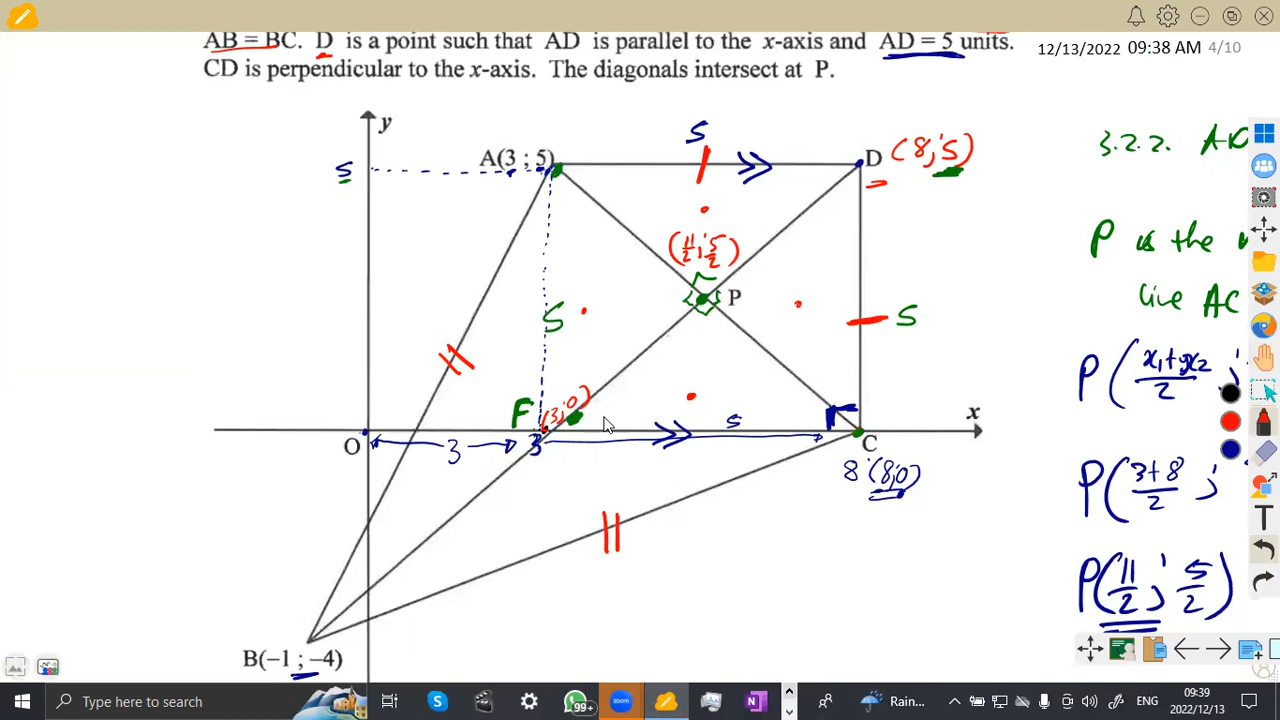 AB = BC. D is a point such that AD is parallel to the x-axis and AD = 5 units.
12/13/2022 09:38 AM 4/10
CD is perpendicular to the x-axis. The diagonals intersect at P.
y
5
A(3 ; 5)
5
D (8; 5)
3.2.2.
P is the
(11/2 ; 5/2)
P
line AC
5
5
P(x1+x2/2 ;
F
(3;0)
5
x
O
3
3
C
8 (8;0)
P(3+8/2 ;
P(11/2 ; 5/2)
B(−1 ; −4)
T
Type here to search
99+
zoom
N
Rain...
ENG
09:39
2022/12/13